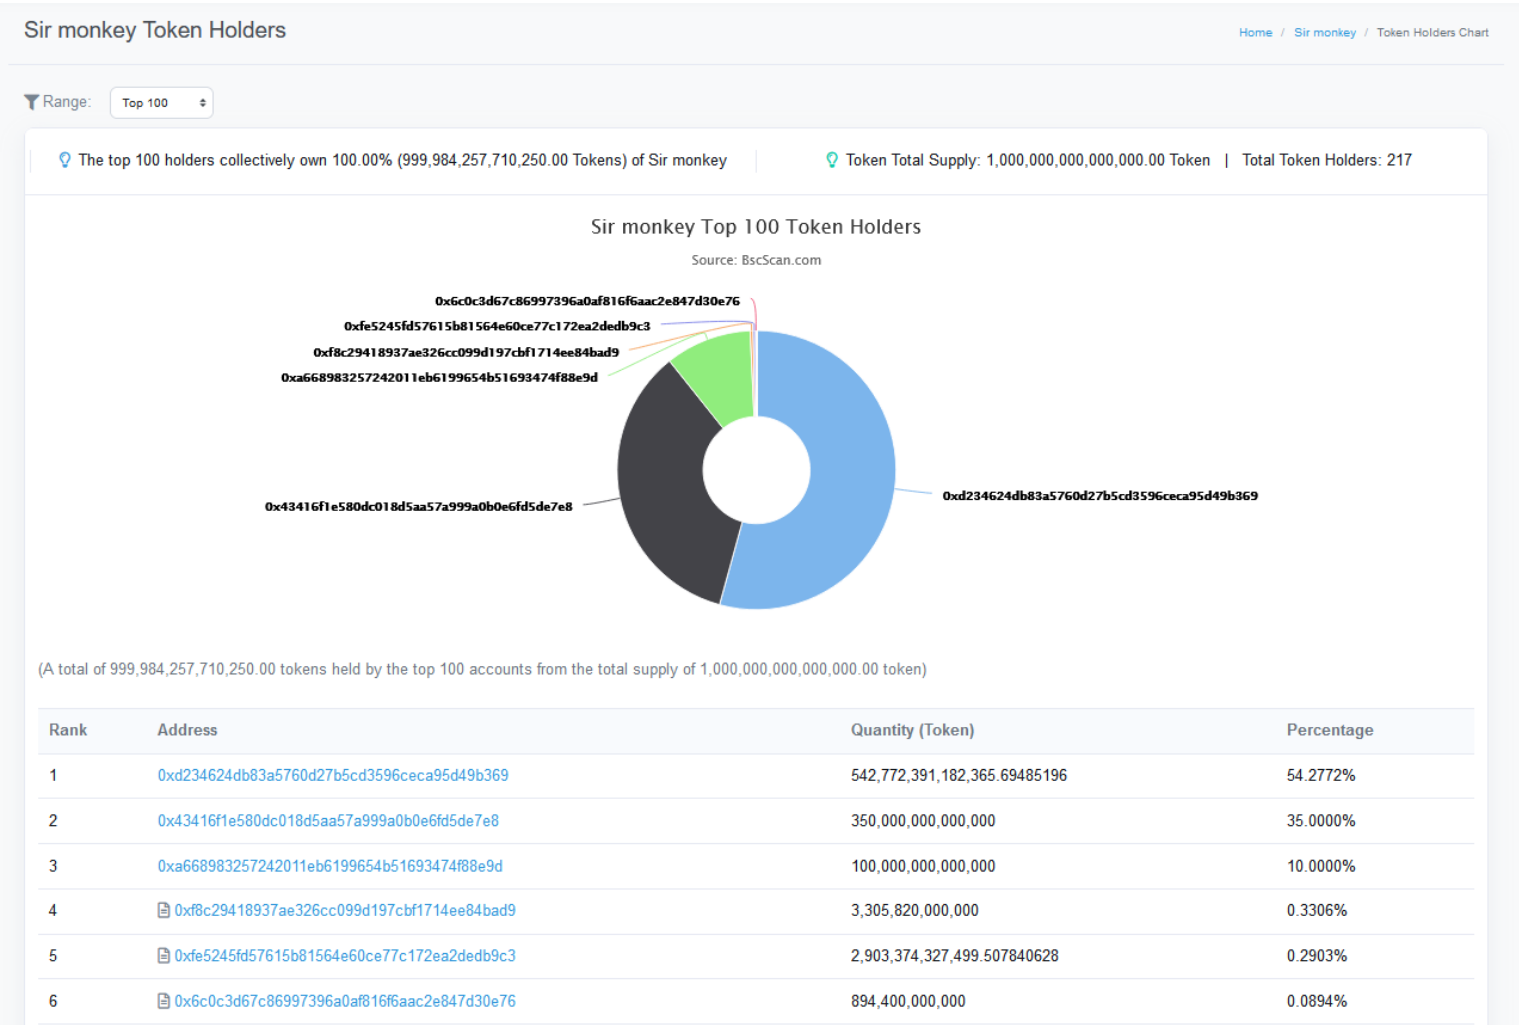 Sir monkey Token Holders
Home / Sir monkey / Token Holders Chart
Range: Top 100
The top 100 holders collectively own 100.00% (999,984,257,710,250.00 Tokens) of Sir monkey
Token Total Supply: 1,000,000,000,000,000.00 Token | Total Token Holders: 217
Sir monkey Top 100 Token Holders
Source: BscScan.com
0x6c0c3d67c86997396a0af816f6aac2e847d30e76
0xfe5245fd57615b81564e60ce77c172ea2dedb9c3
0xf8c29418937ae326cc099d197cbf1714ee84bad9
0xa668983257242011eb6199654b51693474f88e9d
0xd234624db83a5760d27b5cd3596ceca95d49b369
0x43416f1e580dc018d5aa57a999a0b0e6fd5de7e8
(A total of 999,984,257,710,250.00 tokens held by the top 100 accounts from the total supply of 1,000,000,000,000,000.00 token)
Rank Address Quantity (Token) Percentage
1 0xd234624db83a5760d27b5cd3596ceca95d49b369 542,772,391,182,365.69485196 54.2772%
2 0x43416f1e580dc018d5aa57a999a0b0e6fd5de7e8 350,000,000,000,000 35.0000%
3 0xa668983257242011eb6199654b51693474f88e9d 100,000,000,000,000 10.0000%
4 0xf8c29418937ae326cc099d197cbf1714ee84bad9 3,305,820,000,000 0.3306%
5 0xfe5245fd57615b81564e60ce77c172ea2dedb9c3 2,903,374,327,499.507840628 0.2903%
6 0x6c0c3d67c86997396a0af816f6aac2e847d30e76 894,400,000,000 0.0894%